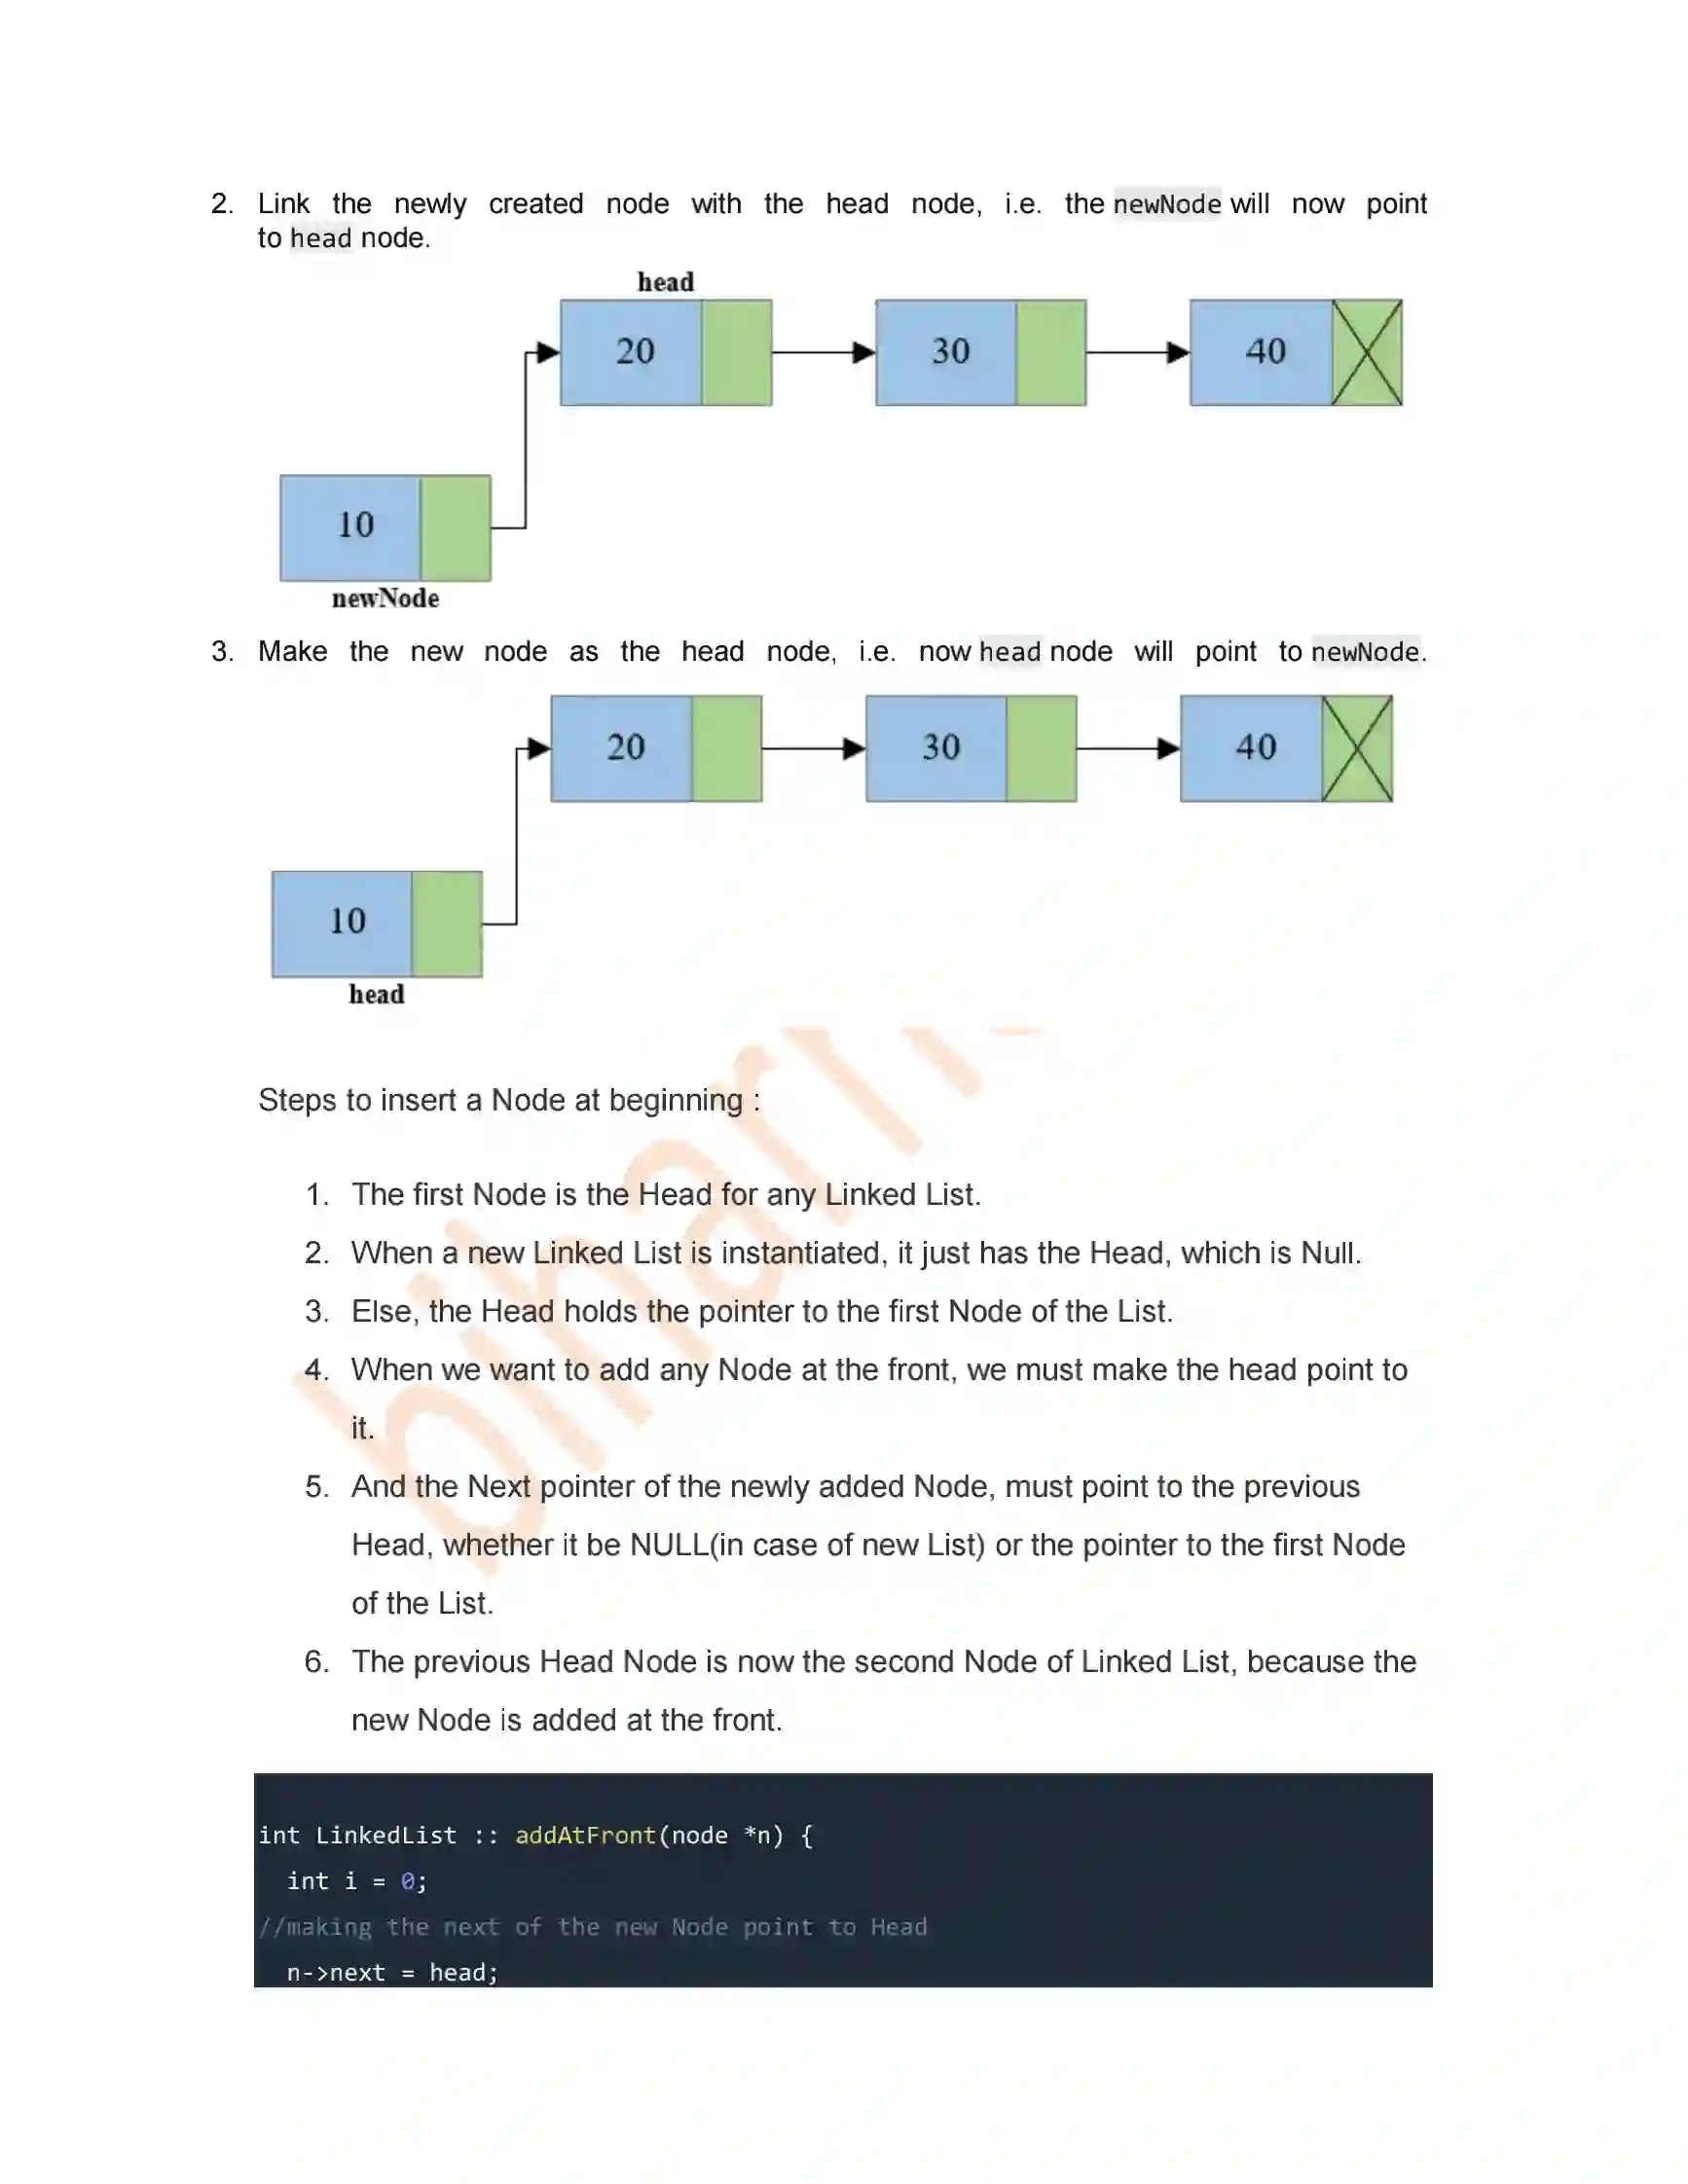 2. Link the newly created node with the head node, i.e. the newNode will now point
to head node.
head
20 30 40
10
newNode
3. Make the new node as the head node, i.e. now head node will point to newNode.
20 30 40
10
head
Steps to insert a Node at beginning :
1. The first Node is the Head for any Linked List.
2. When a new Linked List is instantiated, it just has the Head, which is Null.
3. Else, the Head holds the pointer to the first Node of the List.
4. When we want to add any Node at the front, we must make the head point to
it.
5. And the Next pointer of the newly added Node, must point to the previous
Head, whether it be NULL(in case of new List) or the pointer to the first Node
of the List.
6. The previous Head Node is now the second Node of Linked List, because the
new Node is added at the front.
int LinkedList :: addAtFront(node *n) {
int i = 0;
//making the next of the new Node point to Head
n->next = head;